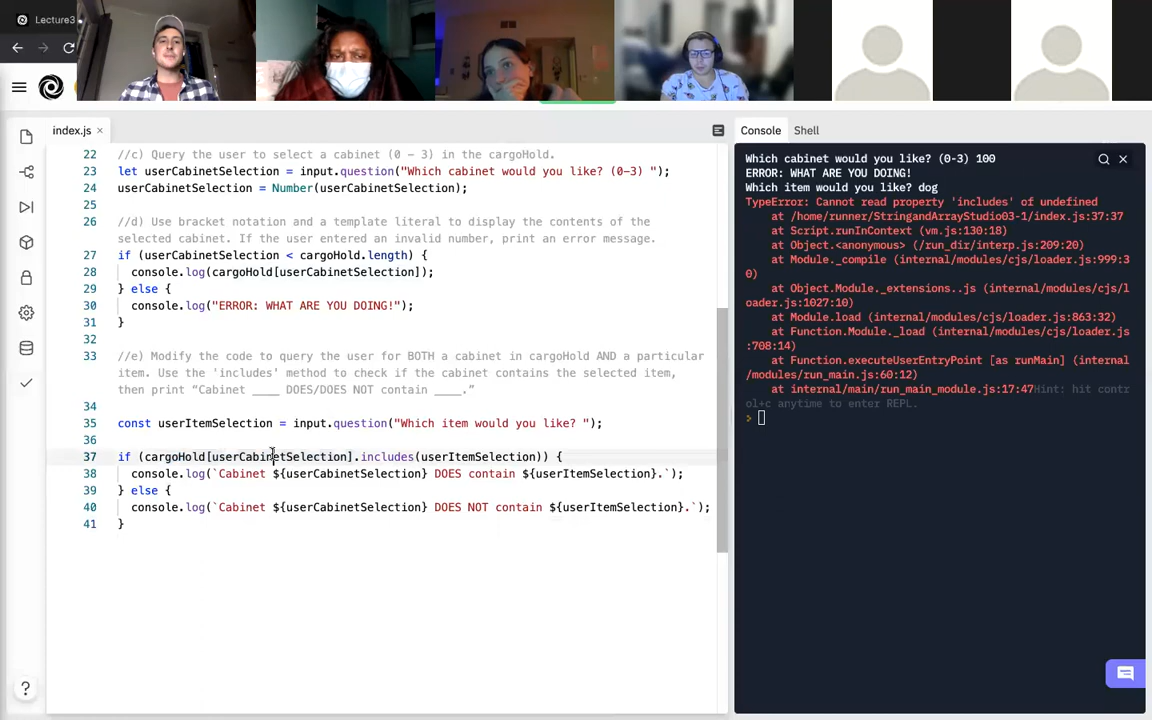 Lecture3
index.js ×
Console
Shell
22 //c) Query the user to select a cabinet (0 - 3) in the cargoHold.
23 let userCabinetSelection = input.question("Which cabinet would you like? (0-3) ");
24 userCabinetSelection = Number(userCabinetSelection);
25
26 //d) Use bracket notation and a template literal to display the contents of the
selected cabinet. If the user entered an invalid number, print an error message.
27 if (userCabinetSelection < cargoHold.length) {
28 console.log(cargoHold[userCabinetSelection]);
29 } else {
30 console.log("ERROR: WHAT ARE YOU DOING!");
31 }
32
33 //e) Modify the code to query the user for BOTH a cabinet in cargoHold AND a particular
item. Use the 'includes' method to check if the cabinet contains the selected item,
then print “Cabinet ____ DOES/DOES NOT contain ____.”
34
35 const userItemSelection = input.question("Which item would you like? ");
36
37 if (cargoHold[userCabinetSelection].includes(userItemSelection)) {
38 console.log(`Cabinet ${userCabinetSelection} DOES contain ${userItemSelection}.`);
39 } else {
40 console.log(`Cabinet ${userCabinetSelection} DOES NOT contain ${userItemSelection}.`);
41 }
Which cabinet would you like? (0-3) 100
ERROR: WHAT ARE YOU DOING!
Which item would you like? dog
TypeError: Cannot read property 'includes' of undefined
at /home/runner/StringandArrayStudio03-1/index.js:37:37
at Script.runInContext (vm.js:130:18)
at Object.<anonymous> (/run_dir/interp.js:209:20)
at Module._compile (internal/modules/cjs/loader.js:999:3
0)
at Object.Module._extensions..js (internal/modules/cjs/l
oader.js:1027:10)
at Module.load (internal/modules/cjs/loader.js:863:32)
at Function.Module._load (internal/modules/cjs/loader.js
:708:14)
at Function.executeUserEntryPoint [as runMain] (internal
/modules/run_main.js:60:12)
at internal/main/run_main_module.js:17:47Hint: hit contr
ol+c anytime to enter REPL.
>
?